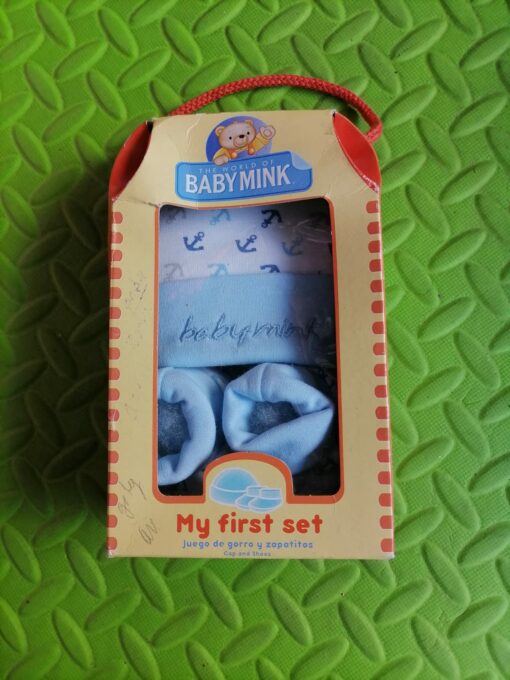 THE WORLD OF
BABYMINK
babymink
My first set
juego de gorro y zapatitos
Cap and Shoes